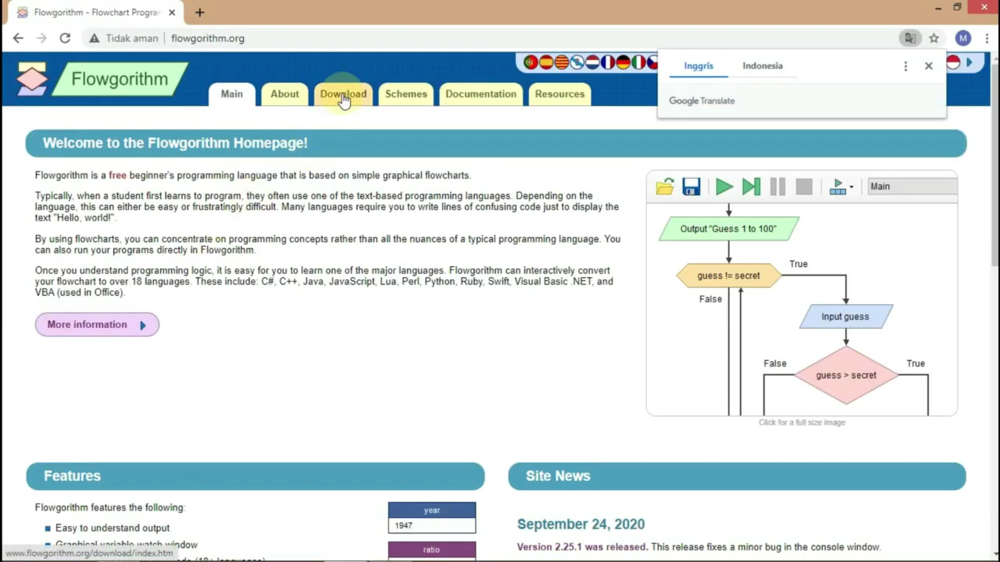 Flowgorithm - Flowchart Progra
Tidak aman | flowgorithm.org
M
Flowgorithm
Main
About
Download
Schemes
Documentation
Resources
Inggris
Indonesia
Google Translate
Welcome to the Flowgorithm Homepage!
Flowgorithm is a free beginner's programming language that is based on simple graphical flowcharts.
Typically, when a student first learns to program, they often use one of the text-based programming languages. Depending on the
language, this can either be easy or frustratingly difficult. Many languages require you to write lines of confusing code just to display the
text "Hello, world!".
By using flowcharts, you can concentrate on programming concepts rather than all the nuances of a typical programming language. You
can also run your programs directly in Flowgorithm.
Once you understand programming logic, it is easy for you to learn one of the major languages. Flowgorithm can interactively convert
your flowchart to over 18 languages. These include: C#, C++, Java, JavaScript, Lua, Perl, Python, Ruby, Swift, Visual Basic .NET, and
VBA (used in Office).
More information
Main
Output "Guess 1 to 100"
guess != secret
True
False
Input guess
False
True
guess > secret
Click for a full size image
Features
Flowgorithm features the following:
Easy to understand output
Graphical variable watch window
(18+ languages)
year
1947
ratio
Site News
September 24, 2020
Version 2.25.1 was released. This release fixes a minor bug in the console window.
www.flowgorithm.org/download/index.htm